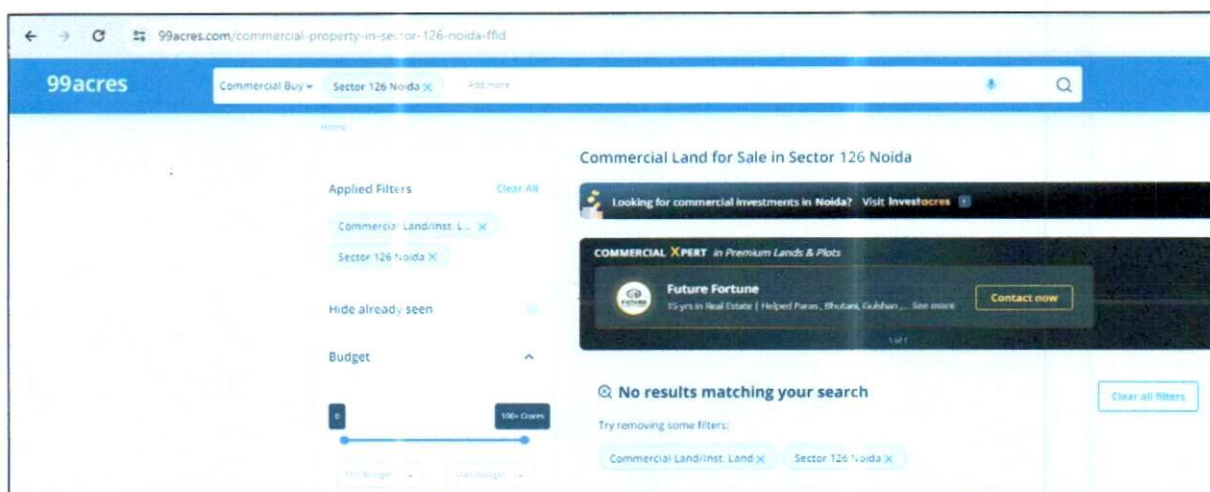 99acres.com/commercial-property-in-sector-126-noida-ffid
99acres
Commercial Buy
Sector 126 Noida X
Add more
Home
Commercial Land for Sale in Sector 126 Noida
Applied Filters
Clear All
Looking for commercial investments in Noida? Visit Investacres
Commercial Land/Inst. L... X
Sector 126 Noida X
COMMERCIAL XPERT in Premium Lands & Plots
Future Fortune
15 yrs in Real Estate | Helped Paras, Bhutani, Gulshan,... See more
Contact now
1 of 1
Hide already seen
Budget
No results matching your search
Clear all filters
0
100+ Crores
Try removing some filters:
Commercial Land/Inst. Land X
Sector 126 Noida X
Min Budget
Max Budget